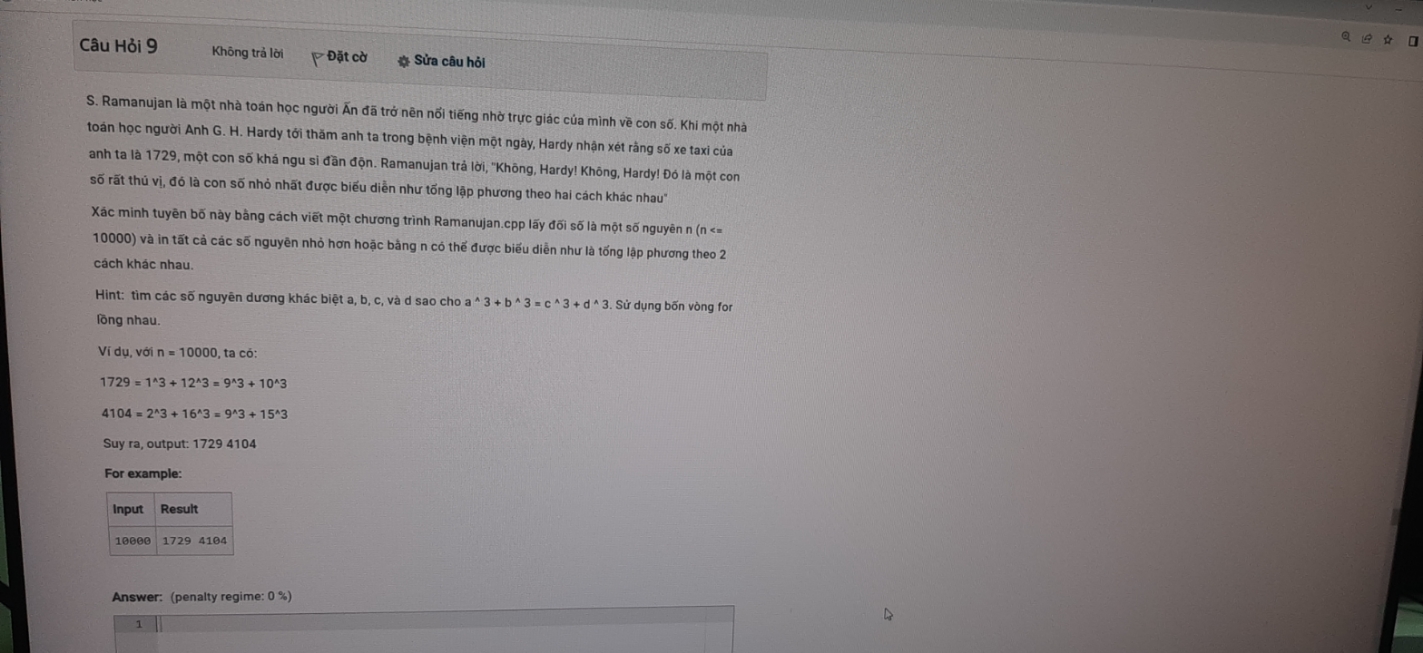 Câu Hỏi 9
Không trả lời
Đặt cờ
Sửa câu hỏi
S. Ramanujan là một nhà toán học người Ấn đã trở nên nổi tiếng nhờ trực giác của mình về con số. Khi một nhà
toán học người Anh G. H. Hardy tới thăm anh ta trong bệnh viện một ngày, Hardy nhận xét rằng số xe taxi của
anh ta là 1729, một con số khá ngu si đần độn. Ramanujan trả lời, "Không, Hardy! Không, Hardy! Đó là một con
số rất thú vị, đó là con số nhỏ nhất được biểu diễn như tổng lập phương theo hai cách khác nhau"
Xác minh tuyên bố này bằng cách viết một chương trình Ramanujan.cpp lấy đối số là một số nguyên n (n <=
10000) và in tất cả các số nguyên nhỏ hơn hoặc bằng n có thể được biểu diễn như là tổng lập phương theo 2
cách khác nhau.
Hint: tìm các số nguyên dương khác biệt a, b, c, và d sao cho a ^ 3 + b ^ 3 = c ^ 3 + d ^ 3. Sử dụng bốn vòng for
lồng nhau.
Ví dụ, với n = 10000, ta có:
1729 = 1^3 + 12^3 = 9^3 + 10^3
4104 = 2^3 + 16^3 = 9^3 + 15^3
Suy ra, output: 1729 4104
For example:
Input Result
10000 1729 4104
Answer: (penalty regime: 0 %)
1